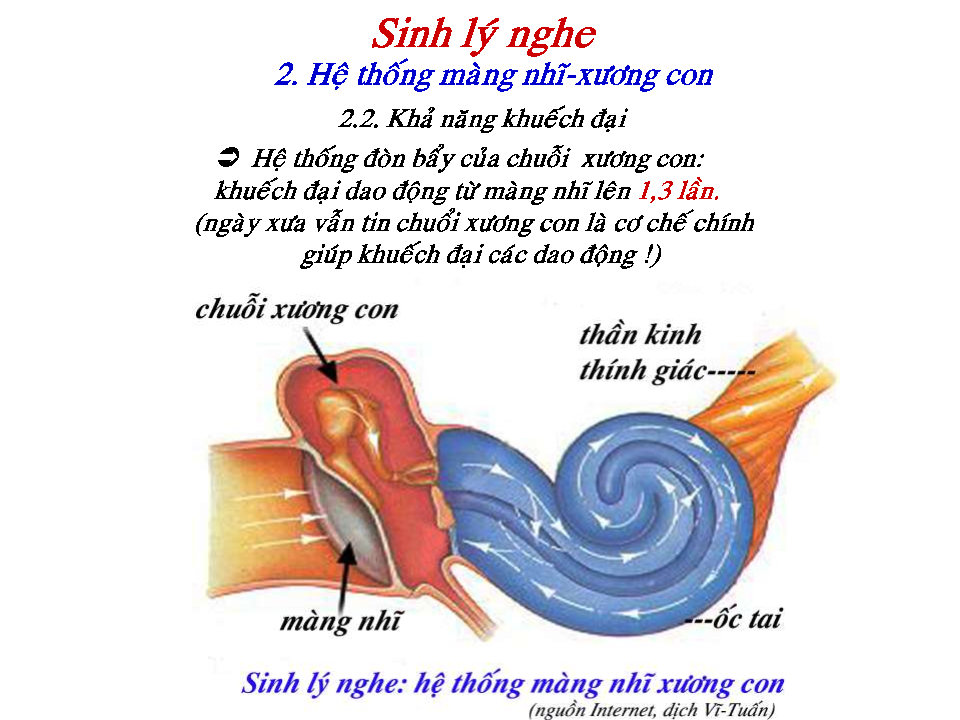 Sinh lý nghe
2. Hệ thống màng nhĩ-xương con
2.2. Khả năng khuếch đại
➲ Hệ thống đòn bẩy của chuỗi xương con:
khuếch đại dao động từ màng nhĩ lên 1,3 lần.
(ngày xưa vẫn tin chuổi xương con là cơ chế chính
giúp khuếch đại các dao động !)
chuỗi xương con
thần kinh
thính giác-----
màng nhĩ
---ốc tai
Sinh lý nghe: hệ thống màng nhĩ xương con
(nguồn Internet, dịch Vĩ-Tuấn)